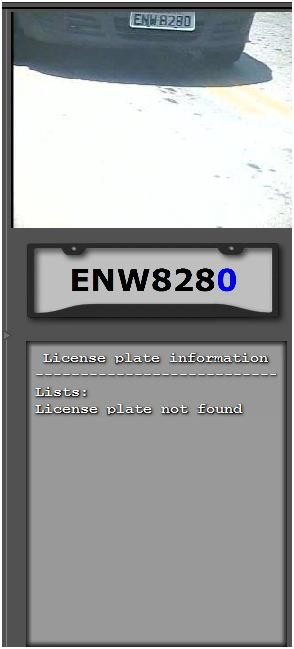 ENW8280
ENW8280
License plate information
---------------------------
Lists:
License plate not found